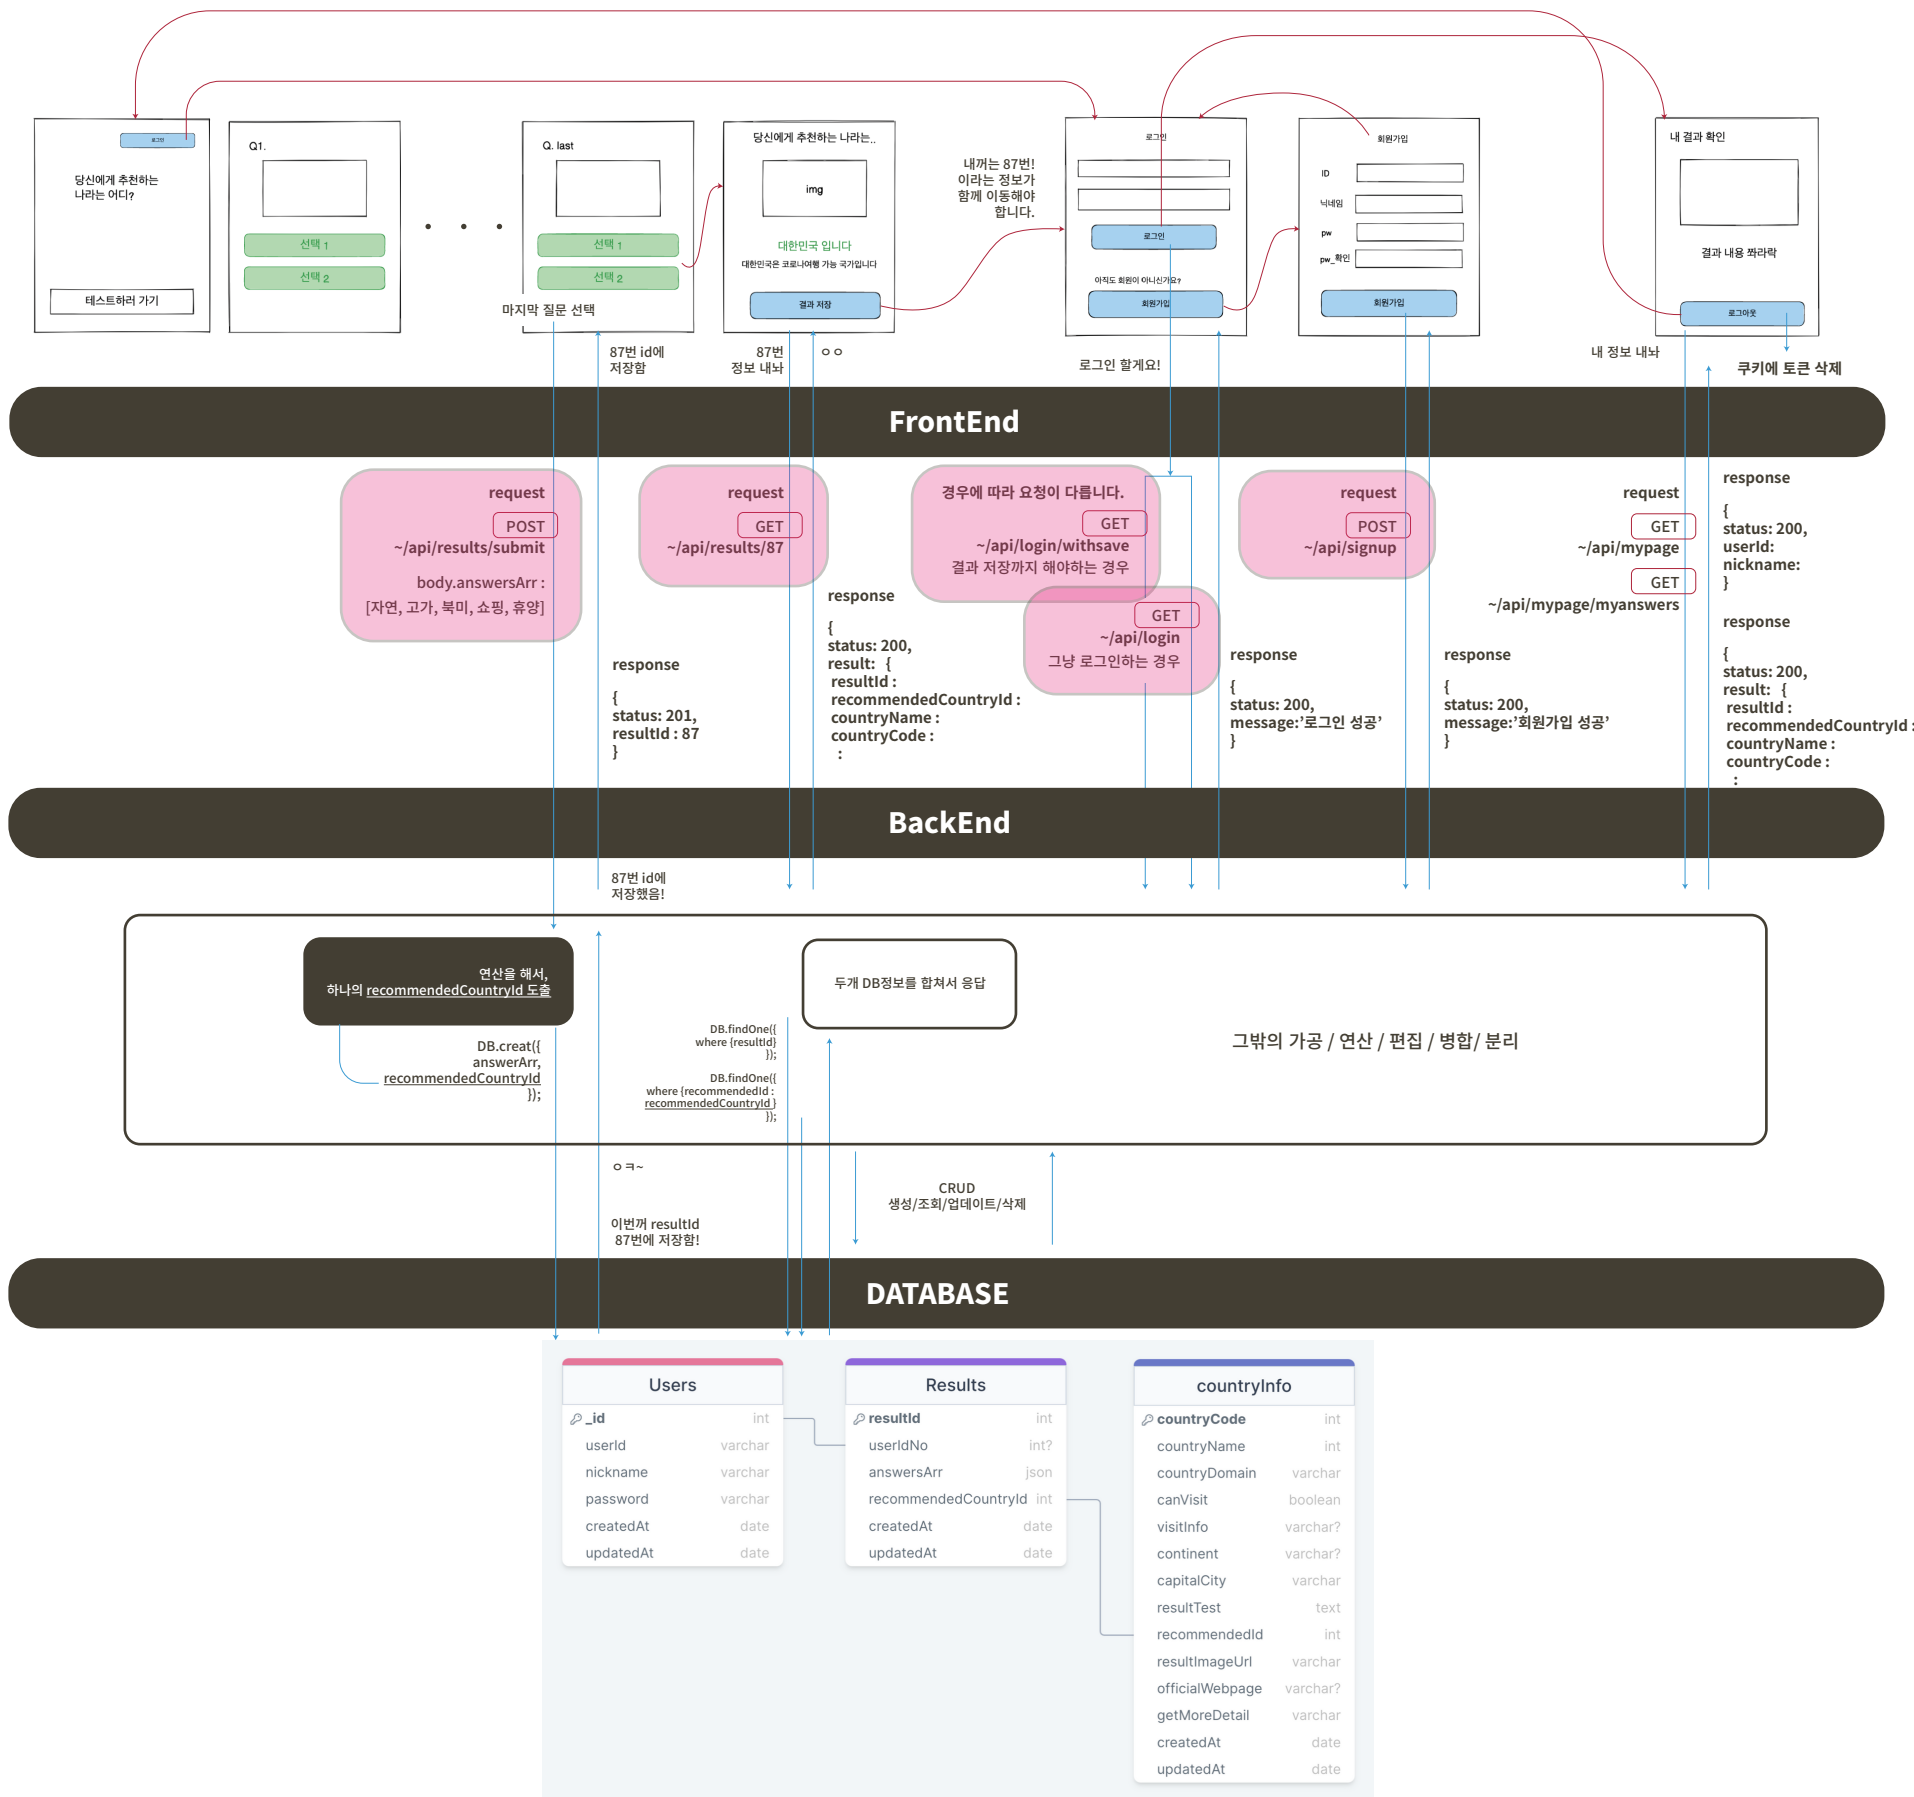 로그인
당신에게 추천하는
나라는 어디?
테스트하러 가기
Q1.
선택 1
선택 2
Q. last
선택 1
선택 2
마지막 질문 선택
당신에게 추천하는 나라는..
img
대한민국 입니다
대한민국은 코로나여행 가능 국가입니다
결과 저장
내꺼는 87번!
이라는 정보가
함께 이동해야
합니다.
로그인
로그인
아직도 회원이 아니신가요?
회원가입
회원가입
ID
닉네임
pw
pw_확인
회원가입
내 결과 확인
결과 내용 쫘라락
로그아웃
87번 id에
저장함
87번
정보 내놔
ㅇㅇ
로그인 할게요!
내 정보 내놔
쿠키에 토큰 삭제
FrontEnd
request
POST
~/api/results/submit
body.answersArr :
[자연, 고가, 북미, 쇼핑, 휴양]
response
{
status: 201,
resultId : 87
}
request
GET
~/api/results/87
response
{
status: 200,
result: {
resultId :
recommendedCountryId :
countryName :
countryCode :
:
경우에 따라 요청이 다릅니다.
GET
~/api/login/withsave
결과 저장까지 해야하는 경우
GET
~/api/login
그냥 로그인하는 경우
response
{
status: 200,
message:’로그인 성공’
}
request
POST
~/api/signup
response
{
status: 200,
message:’회원가입 성공’
}
request
GET
~/api/mypage
GET
~/api/mypage/myanswers
response
{
status: 200,
userId:
nickname:
}
response
{
status: 200,
result: {
resultId :
recommendedCountryId :
countryName :
countryCode :
:
BackEnd
87번 id에
저장했음!
연산을 해서,
하나의 recommendedCountryId 도출
DB.creat({
answerArr,
recommendedCountryId
});
두개 DB정보를 합쳐서 응답
DB.findOne({
where {resultId}
});
DB.findOne({
where {recommendedId :
recommendedCountryId }
});
그밖의 가공 / 연산 / 편집 / 병합/ 분리
ㅇㅋ~
이번꺼 resultId
87번에 저장함!
CRUD
생성/조회/업데이트/삭제
DATABASE
Users
_id int
userId varchar
nickname varchar
password varchar
createdAt date
updatedAt date
Results
resultId int
userIdNo int?
answersArr json
recommendedCountryId int
createdAt date
updatedAt date
countryInfo
countryCode int
countryName int
countryDomain varchar
canVisit boolean
visitInfo varchar?
continent varchar?
capitalCity varchar
resultTest text
recommendedId int
resultImageUrl varchar
officialWebpage varchar?
getMoreDetail varchar
createdAt date
updatedAt date